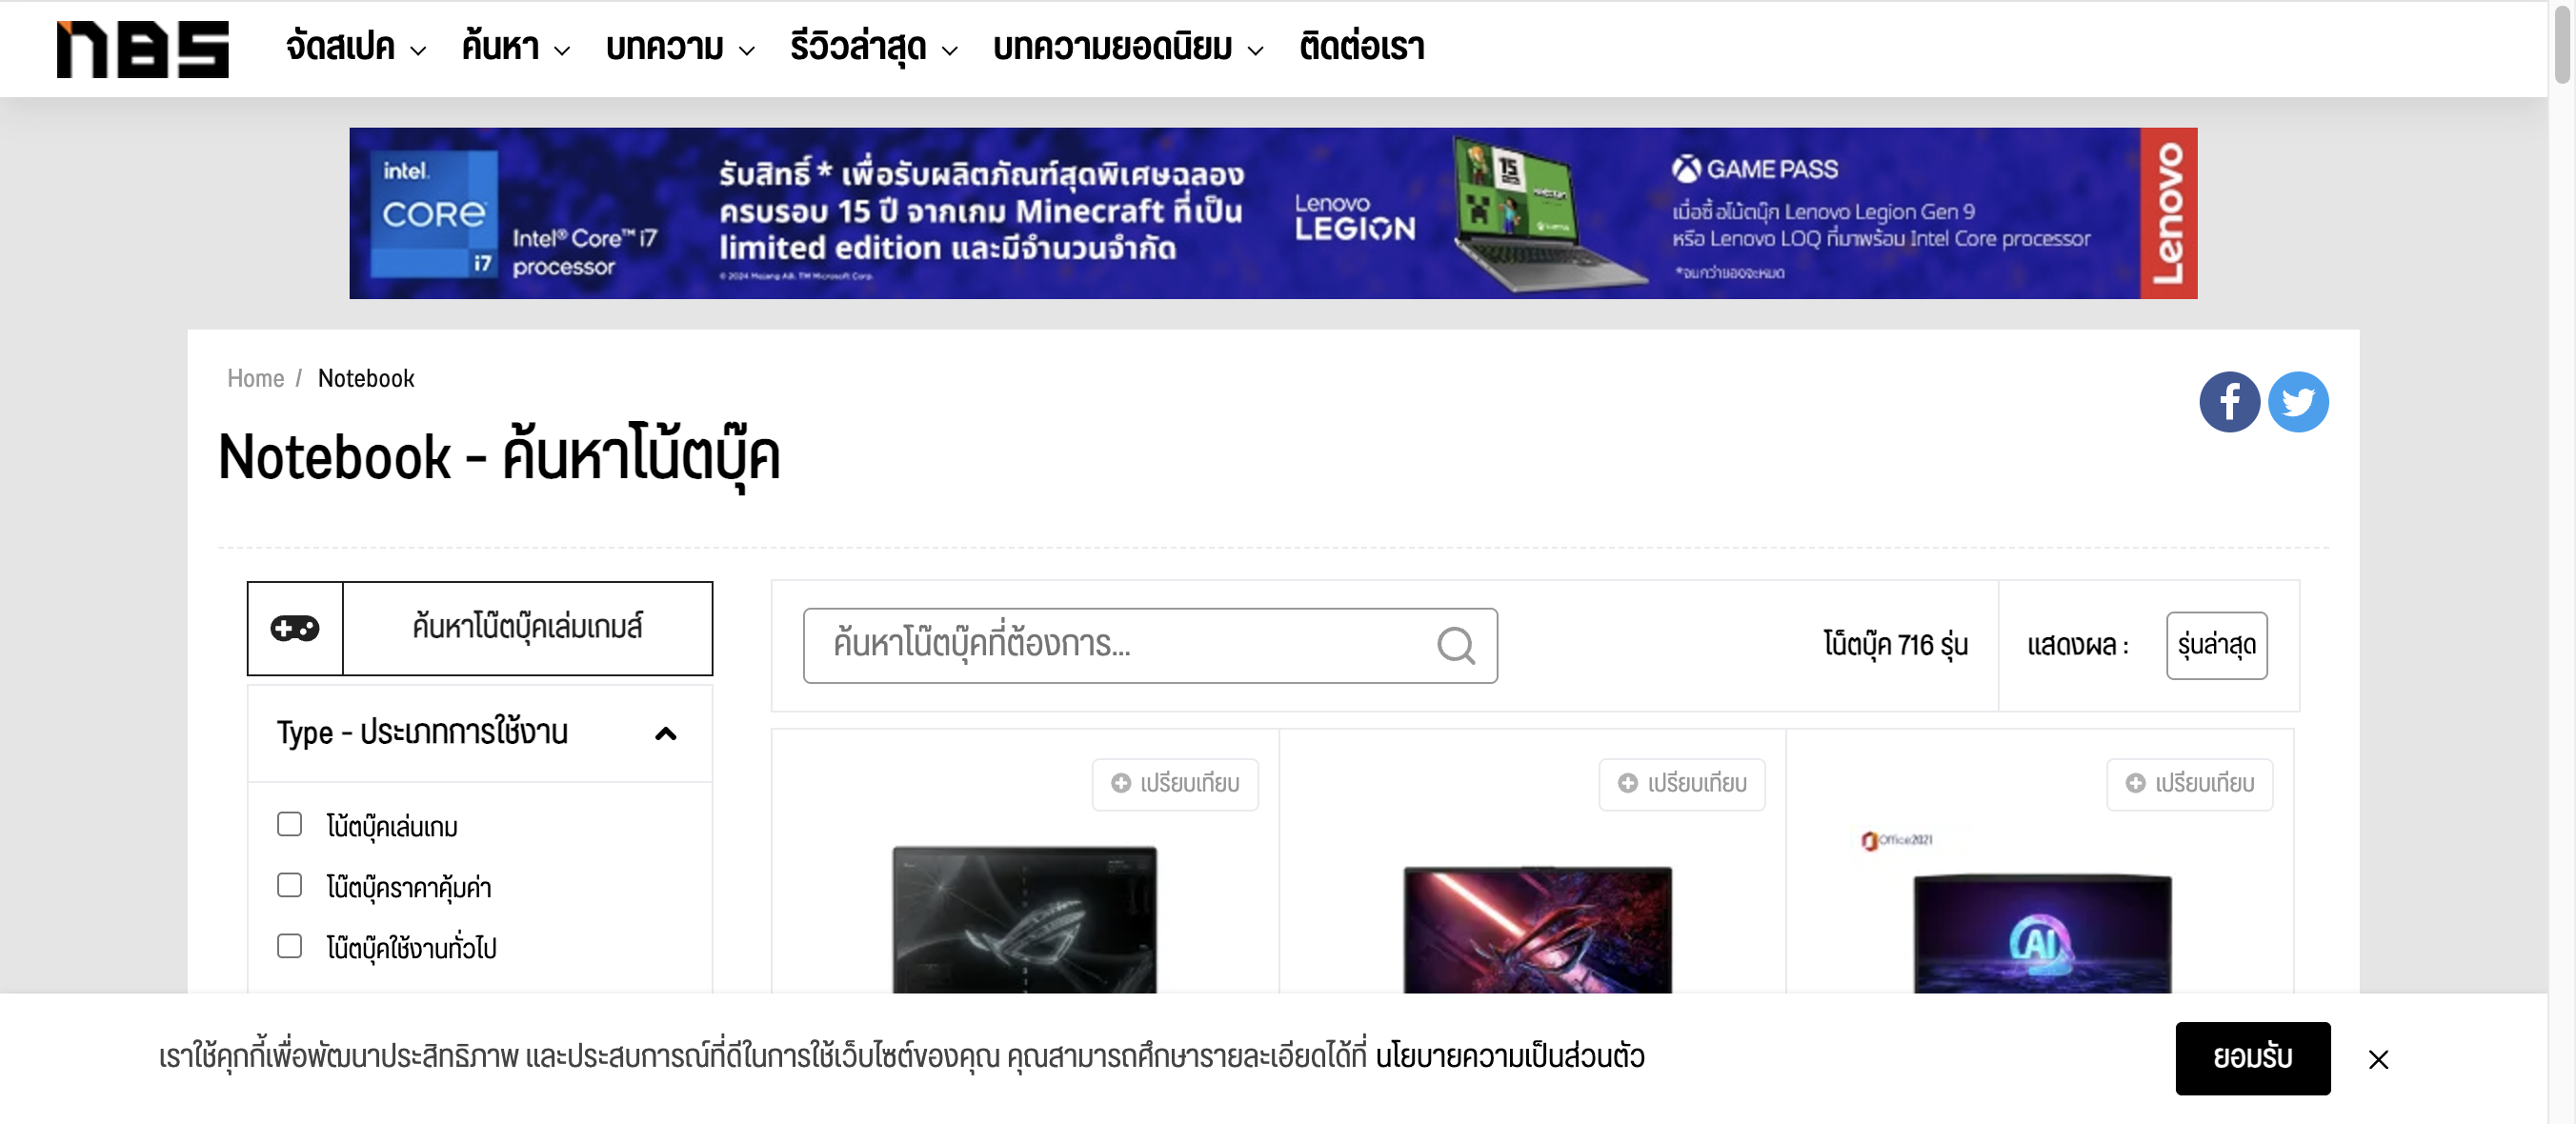 nbs
จัดสเปค
ค้นหา
บทความ
รีวิวล่าสุด
บทความยอดนิยม
ติดต่อเรา
intel.
CORE
i7
Intel® Core™ i7
processor
รับสิทธิ์ * เพื่อรับผลิตภัณฑ์สุดพิเศษฉลอง
ครบรอบ 15 ปี จากเกม Minecraft ที่เป็น
limited edition และมีจำนวนจำกัด
© 2024 Mojang AB. TM Microsoft Corp.
Lenovo
LEGION
15
GAME PASS
เมื่อซื้อโน้ตบุ๊ก Lenovo Legion Gen 9
หรือ Lenovo LOQ ที่มาพร้อม Intel Core processor
*จนกว่าของจะหมด
Lenovo
Home / Notebook
Notebook - ค้นหาโน้ตบุ๊ค
ค้นหาโน๊ตบุ๊คเล่มเกมส์
ค้นหาโน๊ตบุ๊คที่ต้องการ...
โน็ตบุ๊ค 716 รุ่น
แสดงผล :
รุ่นล่าสุด
Type - ประเภทการใช้งาน
โน้ตบุ๊คเล่นเกม
โน๊ตบุ๊คราคาคุ้มค่า
โน๊ตบุ๊คใช้งานทั่วไป
เปรียบเทียบ
เปรียบเทียบ
เปรียบเทียบ
Office2021
AI
เราใช้คุกกี้เพื่อพัฒนาประสิทธิภาพ และประสบการณ์ที่ดีในการใช้เว็บไซต์ของคุณ คุณสามารถศึกษารายละเอียดได้ที่ นโยบายความเป็นส่วนตัว
ยอมรับ